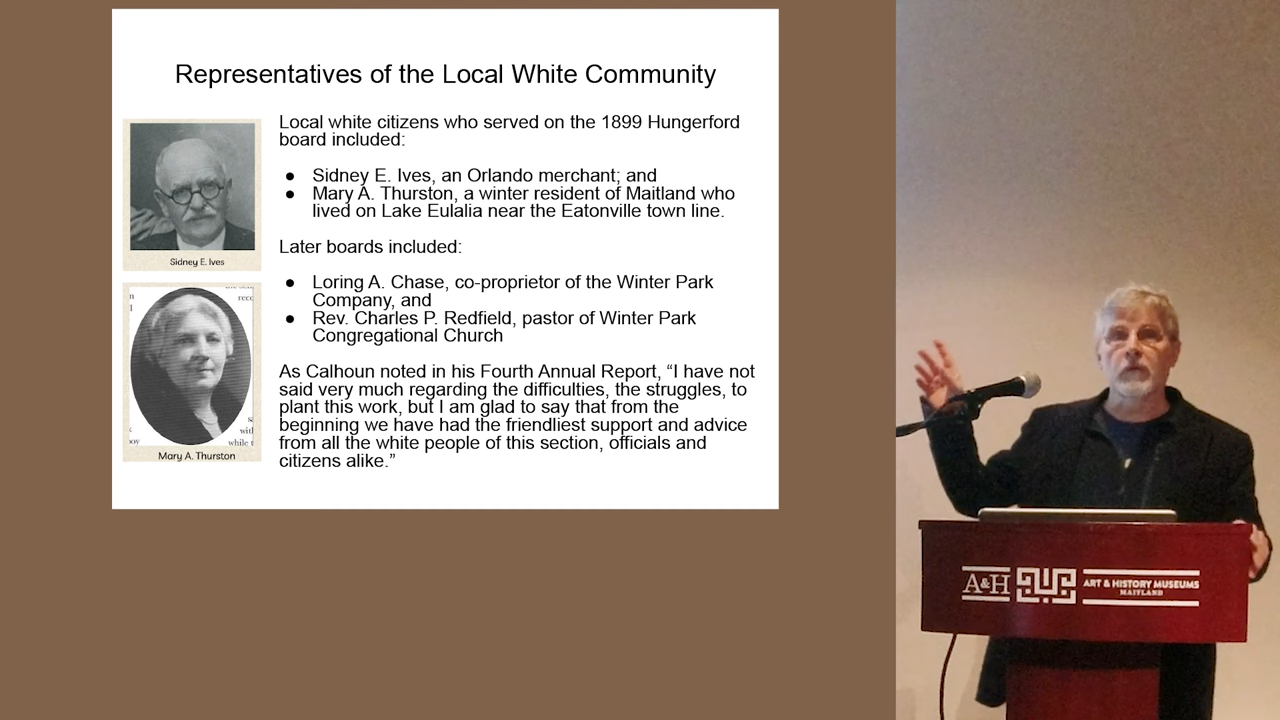 Representatives of the Local White Community
Local white citizens who served on the 1899 Hungerford
board included:
● Sidney E. Ives, an Orlando merchant; and
● Mary A. Thurston, a winter resident of Maitland who
lived on Lake Eulalia near the Eatonville town line.
Later boards included:
● Loring A. Chase, co-proprietor of the Winter Park
Company, and
● Rev. Charles P. Redfield, pastor of Winter Park
Congregational Church
As Calhoun noted in his Fourth Annual Report, “I have not
said very much regarding the difficulties, the struggles, to
plant this work, but I am glad to say that from the
beginning we have had the friendliest support and advice
from all the white people of this section, officials and
citizens alike.”
Sidney E. Ives
Mary A. Thurston
A&H
ART & HISTORY MUSEUMS
MAITLAND